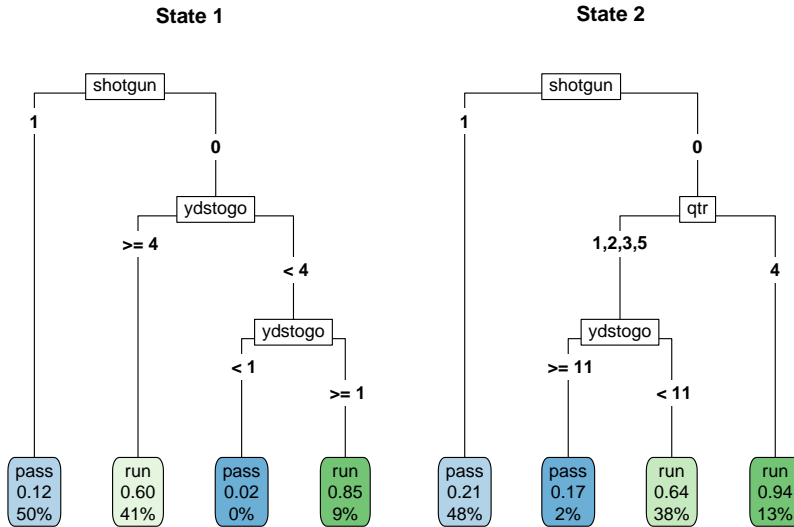 State 1
shotgun
1
0
ydstogo
>= 4
< 4
ydstogo
< 1
>= 1
pass
0.12
50%
run
0.60
41%
pass
0.02
0%
run
0.85
9%
State 2
shotgun
1
0
qtr
1,2,3,5
4
ydstogo
>= 11
< 11
pass
0.21
48%
pass
0.17
2%
run
0.64
38%
run
0.94
13%